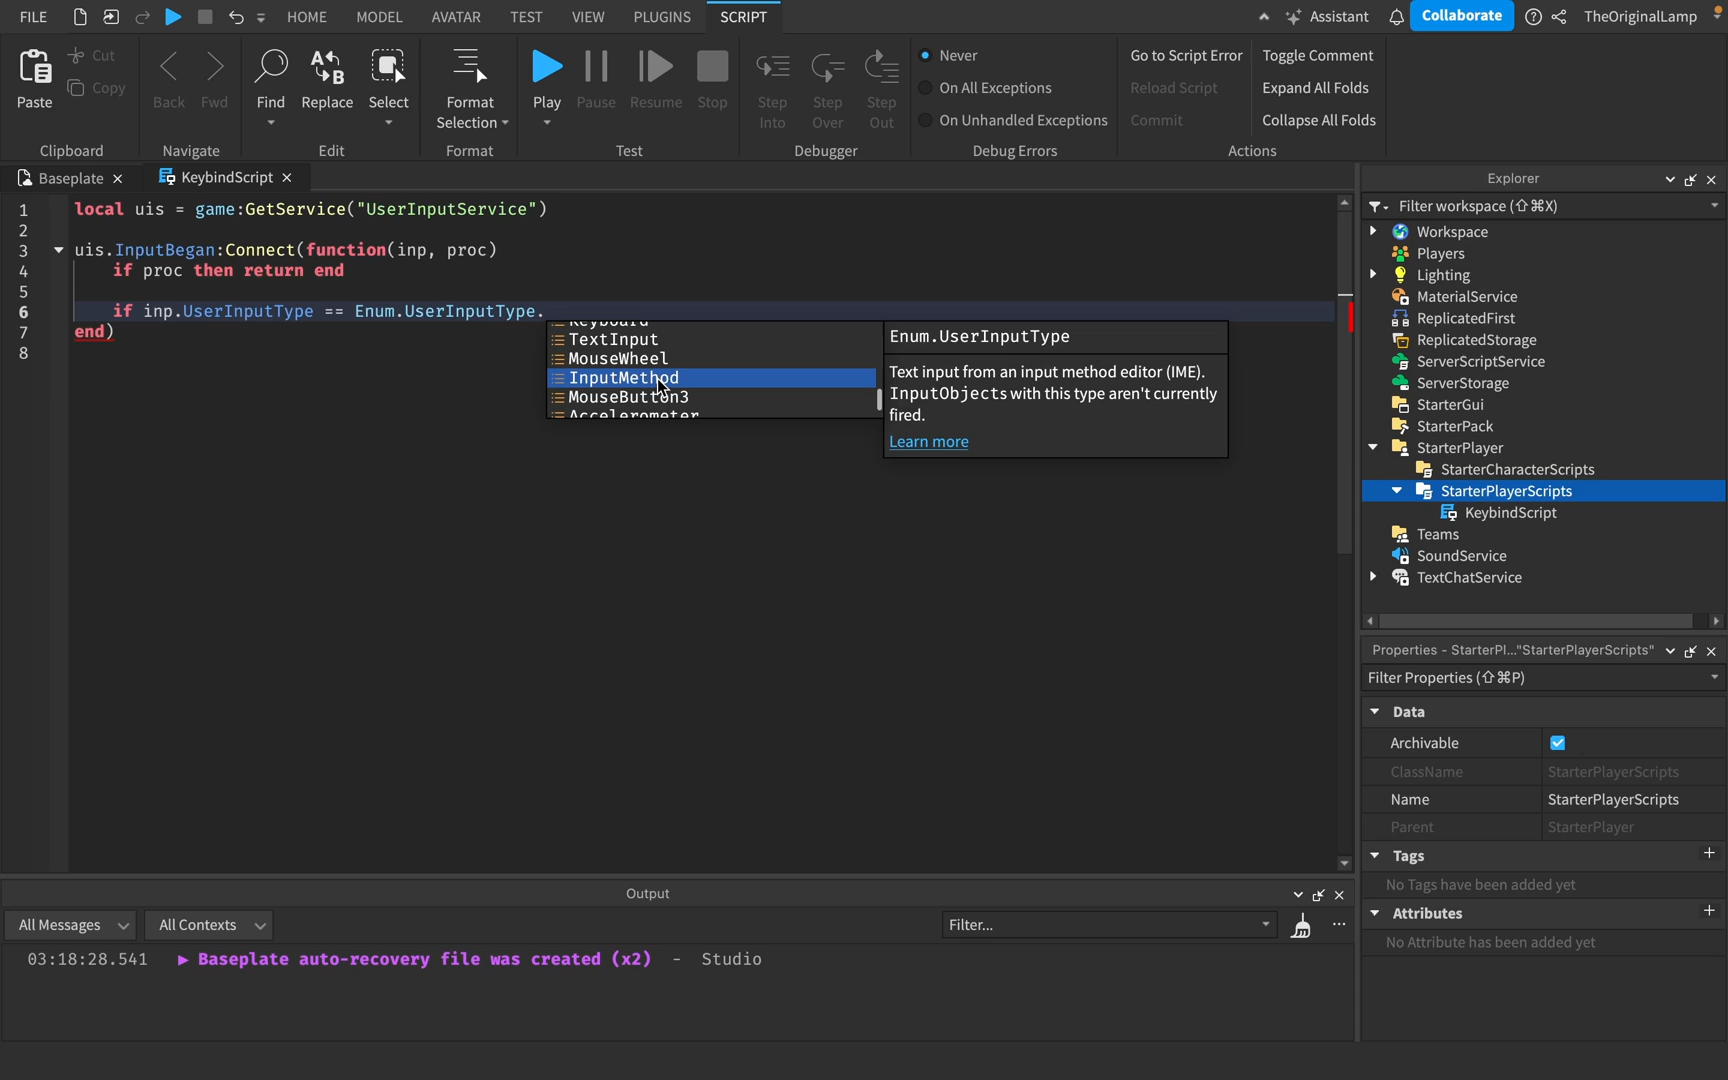 FILE HOME MODEL AVATAR TEST VIEW PLUGINS SCRIPT Assistant Collaborate TheOriginalLamp
Paste Cut Copy
Back Fwd
Find Replace Select
Format Selection
Play Pause Resume Stop
Step Into Step Over Step Out
Never
On All Exceptions
On Unhandled Exceptions
Go to Script Error
Reload Script
Commit
Toggle Comment
Expand All Folds
Collapse All Folds
Clipboard Navigate Edit Format Test Debugger Debug Errors Actions
Baseplate KeybindScript
1 local uis = game:GetService("UserInputService")
2
3 uis.InputBegan:Connect(function(inp, proc)
4 if proc then return end
5
6 if inp.UserInputType == Enum.UserInputType.
7 end)
8
Keyboard
TextInput
MouseWheel
InputMethod
MouseButton3
Accelerometer
Enum.UserInputType
Text input from an input method editor (IME).
InputObjects with this type aren't currently
fired.
Learn more
Explorer
Filter workspace (⇧⌘X)
Workspace
Players
Lighting
MaterialService
ReplicatedFirst
ReplicatedStorage
ServerScriptService
ServerStorage
StarterGui
StarterPack
StarterPlayer
StarterCharacterScripts
StarterPlayerScripts
KeybindScript
Teams
SoundService
TextChatService
Properties - StarterPl..."StarterPlayerScripts"
Filter Properties (⇧⌘P)
Data
Archivable
ClassName StarterPlayerScripts
Name StarterPlayerScripts
Parent StarterPlayer
Tags
No Tags have been added yet
Attributes
No Attribute has been added yet
Output
All Messages All Contexts Filter...
03:18:28.541 Baseplate auto-recovery file was created (x2) - Studio